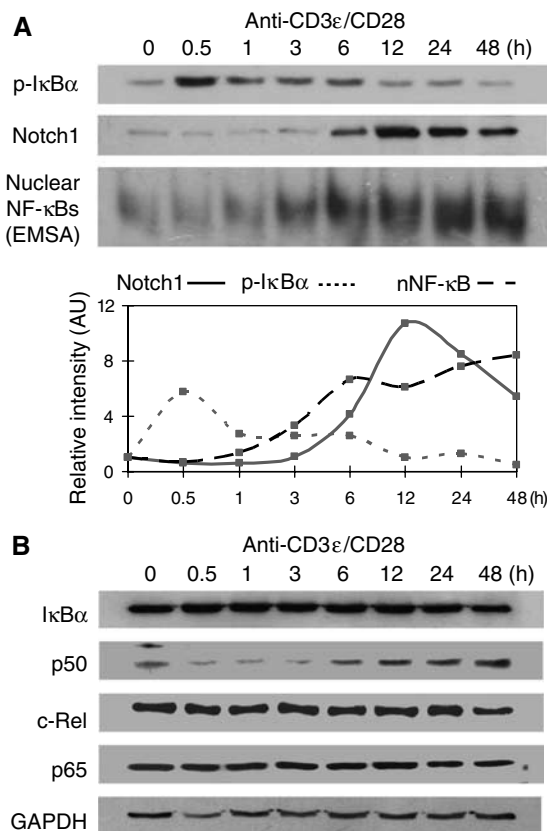 A
Anti-CD3ε/CD28
0 0.5 1 3 6 12 24 48 (h)
p-IκBα
Notch1
Nuclear
NF-κBs
(EMSA)
Notch1 p-IκBα nNF-κB
Relative intensity (AU)
12
8
4
0
0 0.5 1 3 6 12 24 48 (h)
B
Anti-CD3ε/CD28
0 0.5 1 3 6 12 24 48 (h)
IκBα
p50
c-Rel
p65
GAPDH